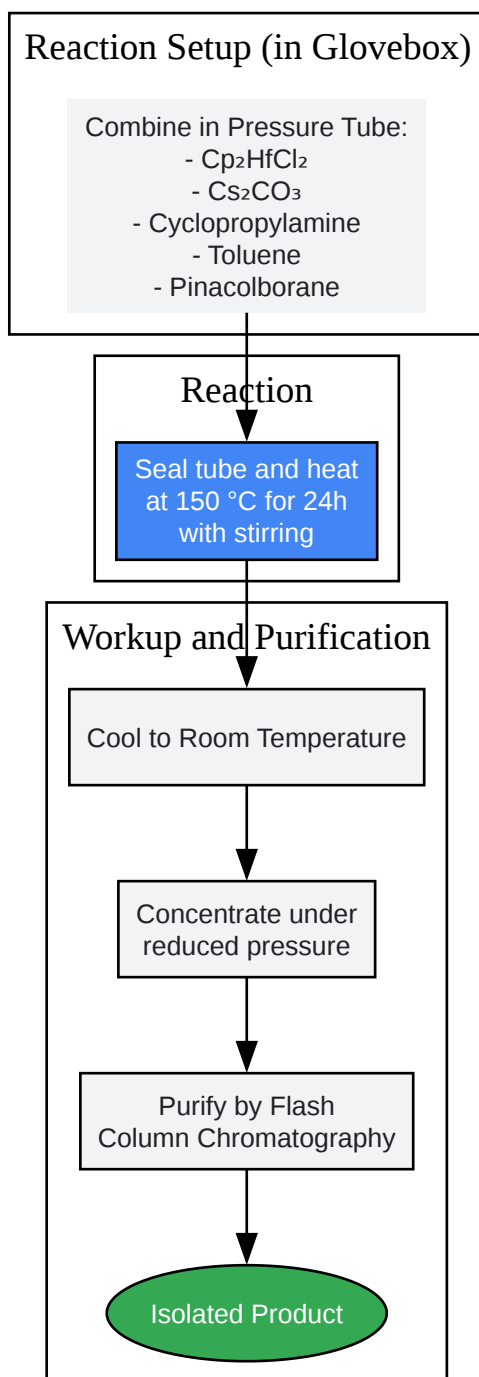 Reaction Setup (in Glovebox)
Combine in Pressure Tube:
- Cp₂HfCl₂
- Cs₂CO₃
- Cyclopropylamine
- Toluene
- Pinacolborane
Reaction
Seal tube and heat
at 150 °C for 24h
with stirring
Workup and Purification
Cool to Room Temperature
Concentrate under
reduced pressure
Purify by Flash
Column Chromatography
Isolated Product